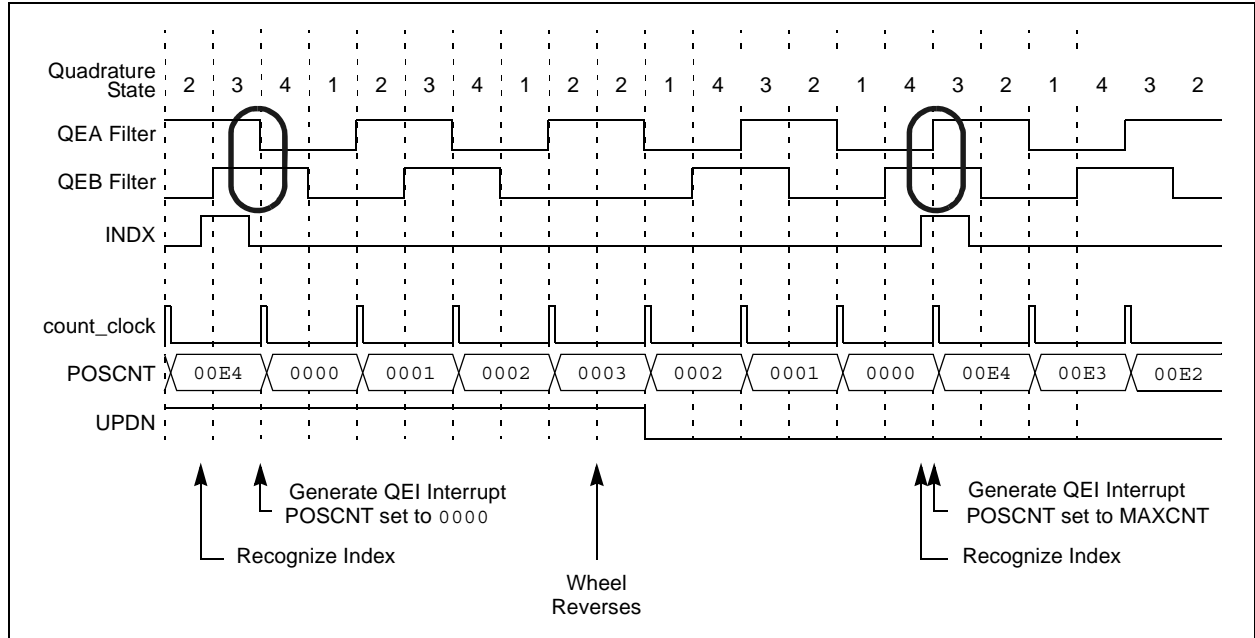 Quadrature
State 2 3 4 1 2 3 4 1 2 2 1 4 3 2 1 4 3 2 1 4 3 2
QEA Filter
QEB Filter
INDX
count_clock
POSCNT 00E4 0000 0001 0002 0003 0002 0001 0000 00E4 00E3 00E2
UPDN
Generate QEI Interrupt
POSCNT set to 0000
Recognize Index
Wheel
Reverses
Generate QEI Interrupt
POSCNT set to MAXCNT
Recognize Index